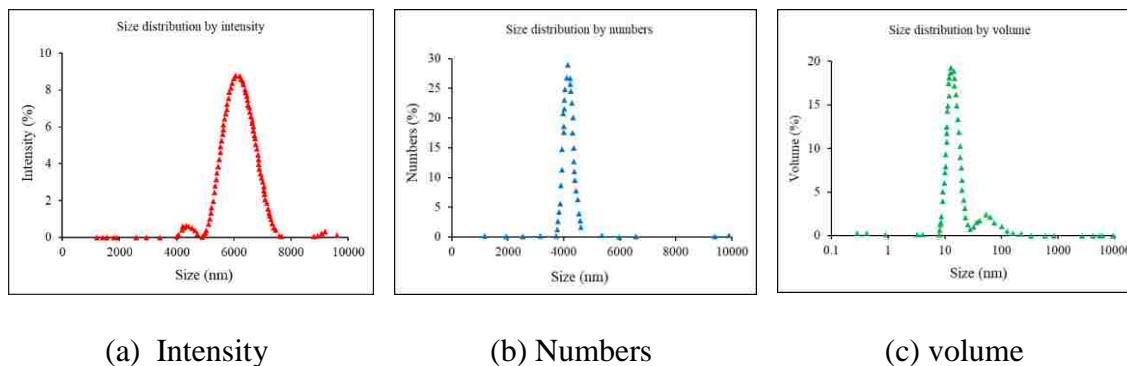 Size distribution by intensity
Intensity (%)
10
8
6
4
2
0
0 2000 4000 6000 8000 10000
Size (nm)
Size distribution by numbers
Numbers (%)
35
30
25
20
15
10
5
0
0 2000 4000 6000 8000 10000
Size (nm)
Size distribution by volume
Volume (%)
20
15
10
5
0
0.1 1 10 100 1000 10000
Size (nm)
(a) Intensity
(b) Numbers
(c) volume